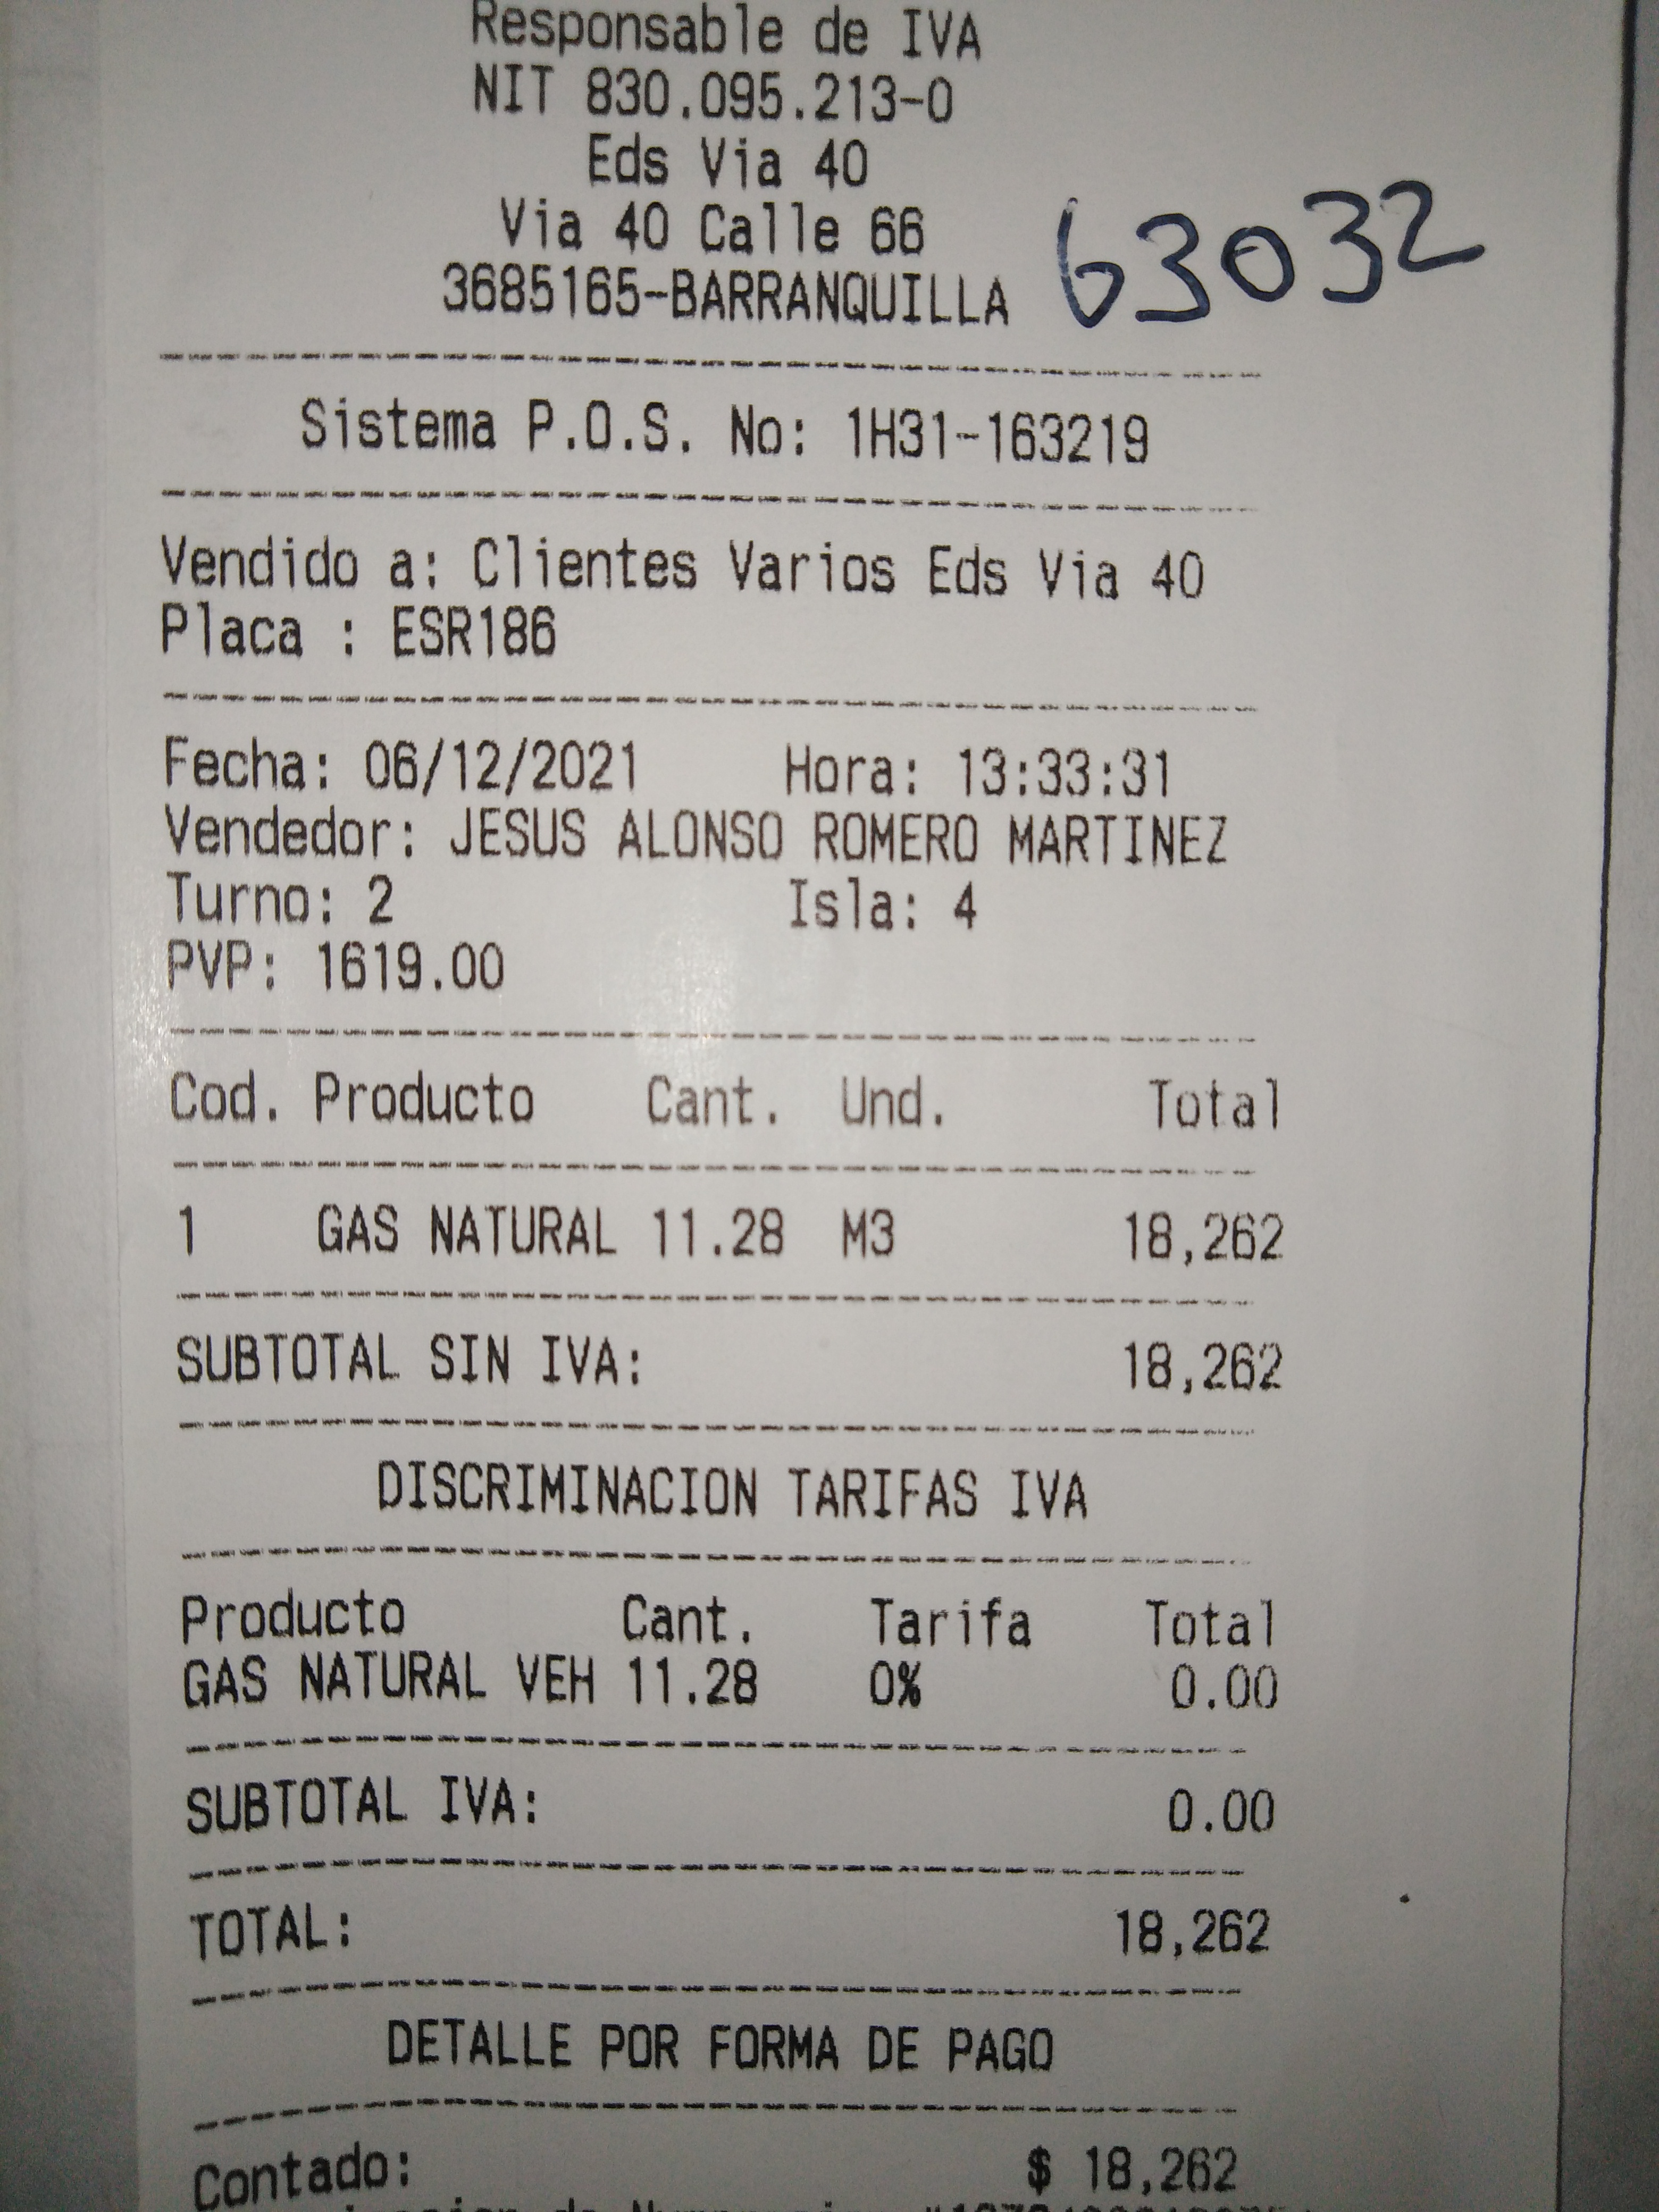 Responsable de IVA
NIT 830.095.213-0
Eds Via 40
Via 40 Calle 66
3685165-BARRANQUILLA
63032
Sistema P.O.S. No: 1H31-163219
Vendido a: Clientes Varios Eds Via 40
Placa : ESR186
Fecha: 06/12/2021 Hora: 13:33:31
Vendedor: JESUS ALONSO ROMERO MARTINEZ
Turno: 2 Isla: 4
PVP: 1619.00
Cod. Producto Cant. Und. Total
1 GAS NATURAL 11.28 M3 18,262
SUBTOTAL SIN IVA: 18,262
DISCRIMINACION TARIFAS IVA
Producto Cant. Tarifa Total
GAS NATURAL VEH 11.28 0% 0.00
SUBTOTAL IVA: 0.00
TOTAL: 18,262
DETALLE POR FORMA DE PAGO
Contado: $ 18,262